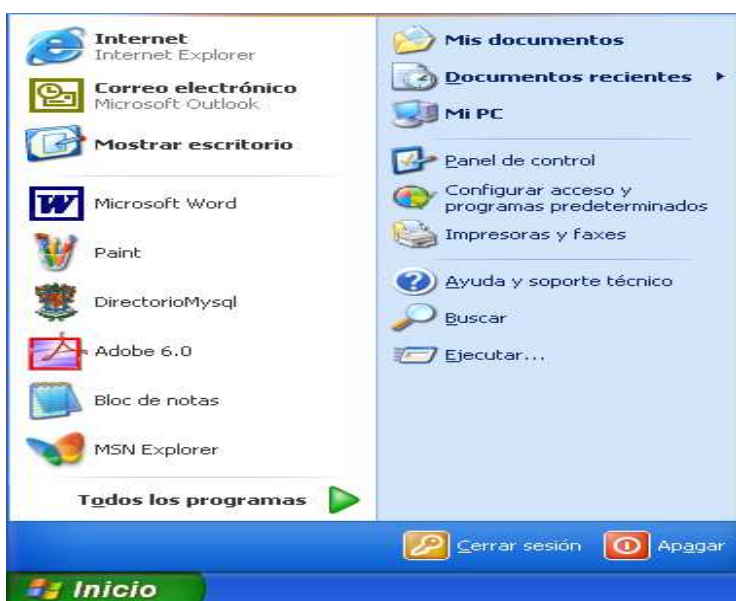 Internet
Internet Explorer
Correo electrónico
Microsoft Outlook
Mostrar escritorio
Microsoft Word
Paint
DirectorioMysql
Adobe 6.0
Bloc de notas
MSN Explorer
Todos los programas
Mis documentos
Documentos recientes
Mi PC
Panel de control
Configurar acceso y
programas predeterminados
Impresoras y faxes
Ayuda y soporte técnico
Buscar
Ejecutar...
Cerrar sesión
Apagar
Inicio